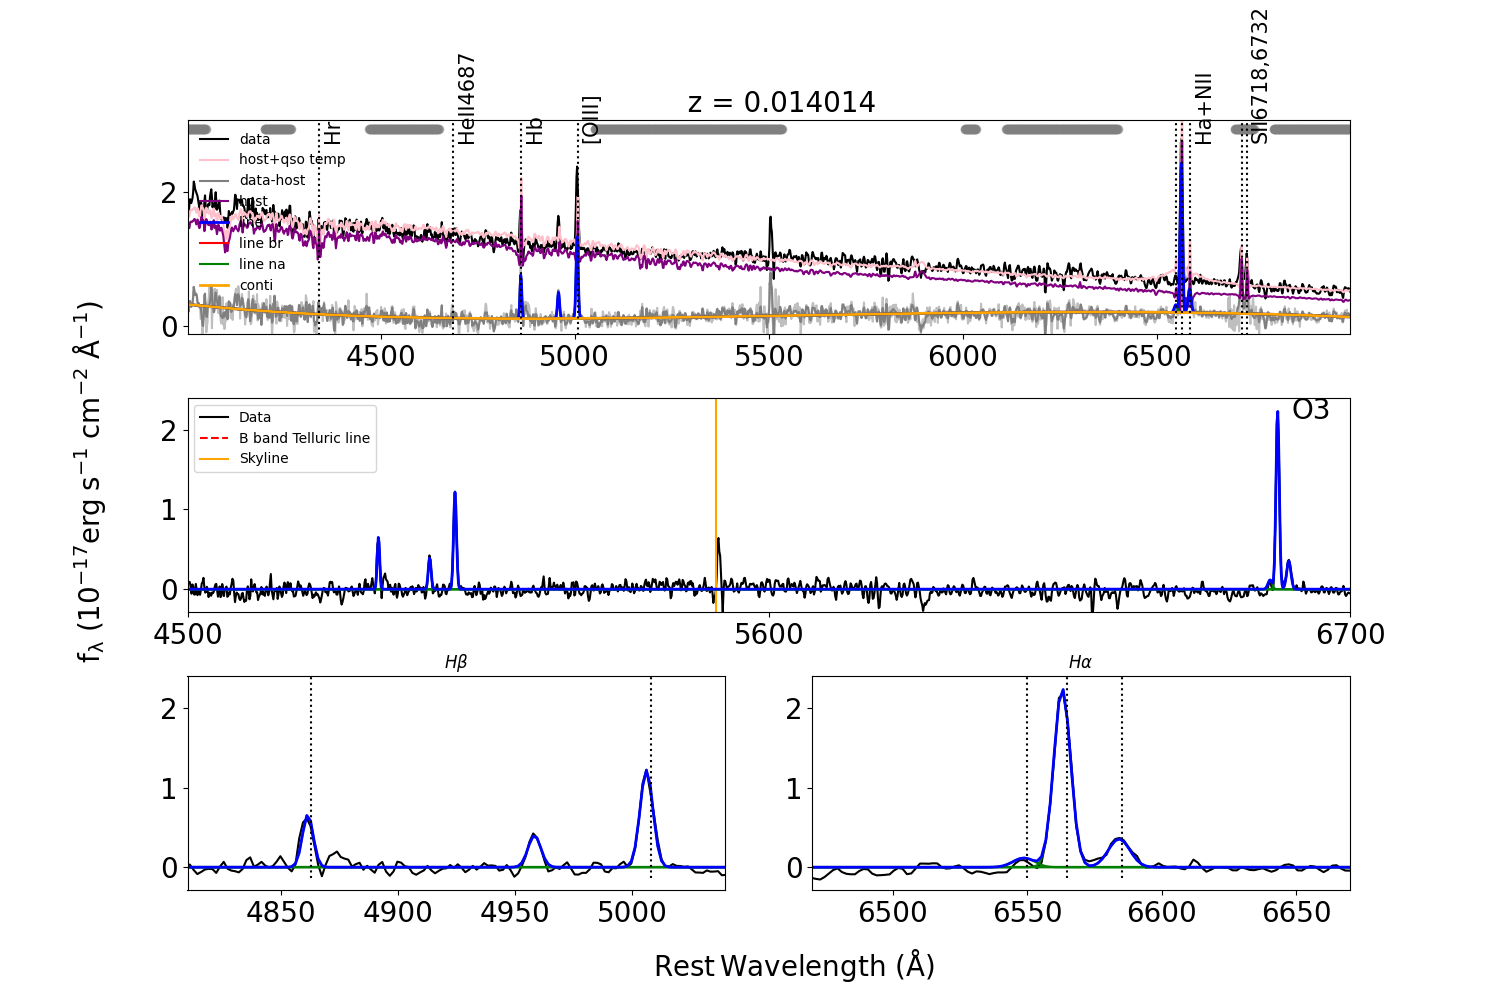 z = 0.014014
Hr
HeII4687
Hb
[OIII]
Ha+NII
SII6718,6732
data
host+qso temp
data-host
host
line
line br
line na
conti
2
0
4500
5000
5500
6000
6500
f_λ (10^{-17}erg s^{-1} cm^{-2} Å^{-1})
Data
B band Telluric line
Skyline
O3
2
1
0
4500
5600
6700
Hβ
2
1
0
4850
4900
4950
5000
Hα
2
1
0
6500
6550
6600
6650
Rest Wavelength (Å)